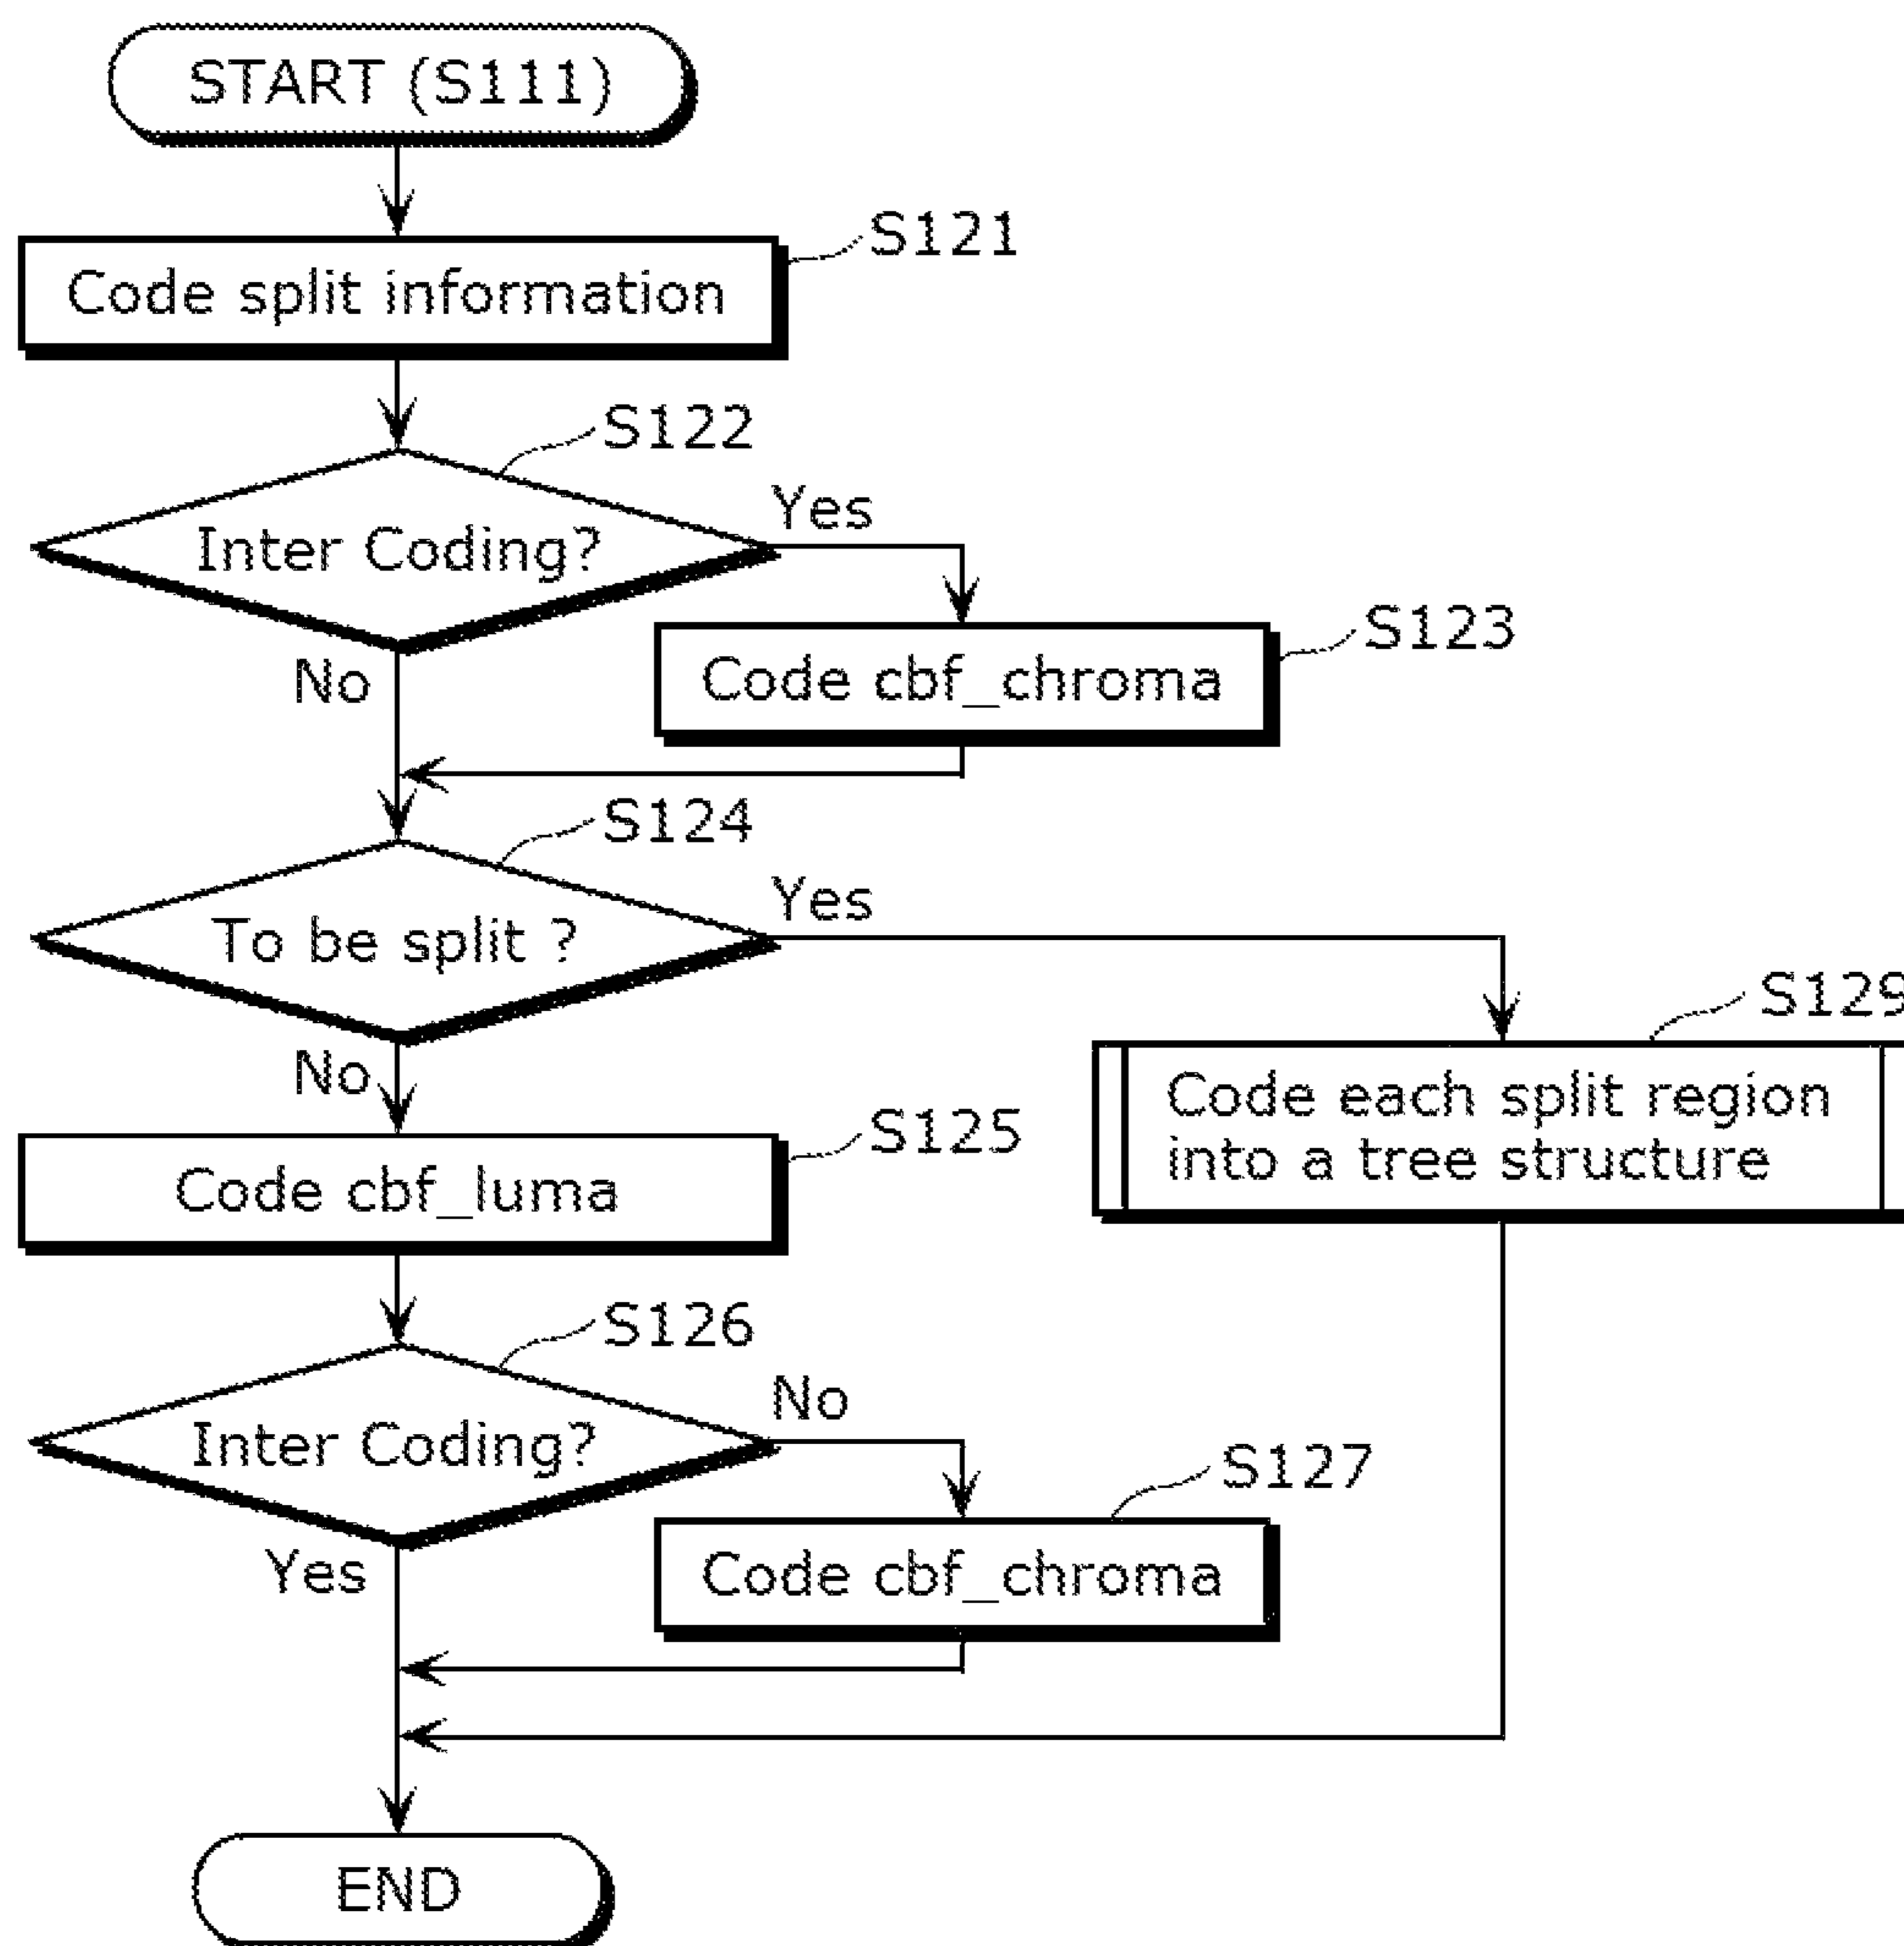 START (S111)
S121
Code split information
S122
Inter Coding?
Yes
No
S123
Code cbf_chroma
S124
To be split ?
Yes
No
S129
Code each split region
into a tree structure
S125
Code cbf_luma
S126
Inter Coding?
No
Yes
S127
Code cbf_chroma
END